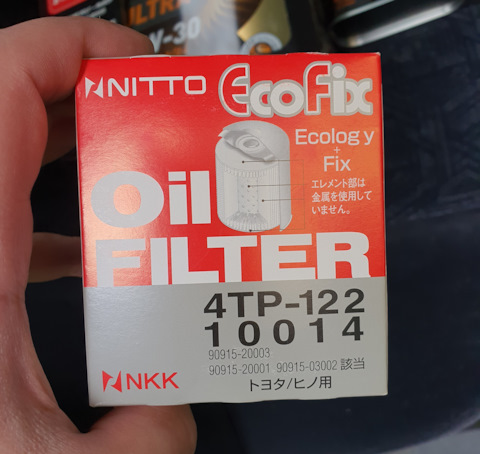 ULTRA
W-30
NITTO
EcoFix
Ecology
+
Fix
エレメント部は
金属を使用して
いません。
Oil
FILTER
4TP-122
10014
90915-20003
90915-20001 90915-03002 該当
NKK
トヨタ/ヒノ用